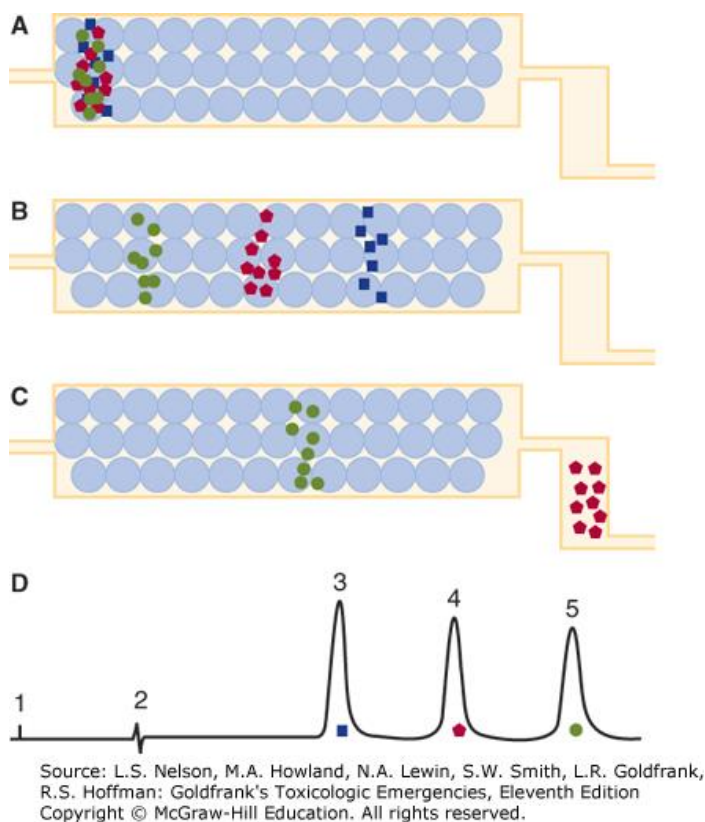 A
B
C
D
1
2
3
4
5
Source: L.S. Nelson, M.A. Howland, N.A. Lewin, S.W. Smith, L.R. Goldfrank,
R.S. Hoffman: Goldfrank's Toxicologic Emergencies, Eleventh Edition
Copyright © McGraw-Hill Education. All rights reserved.